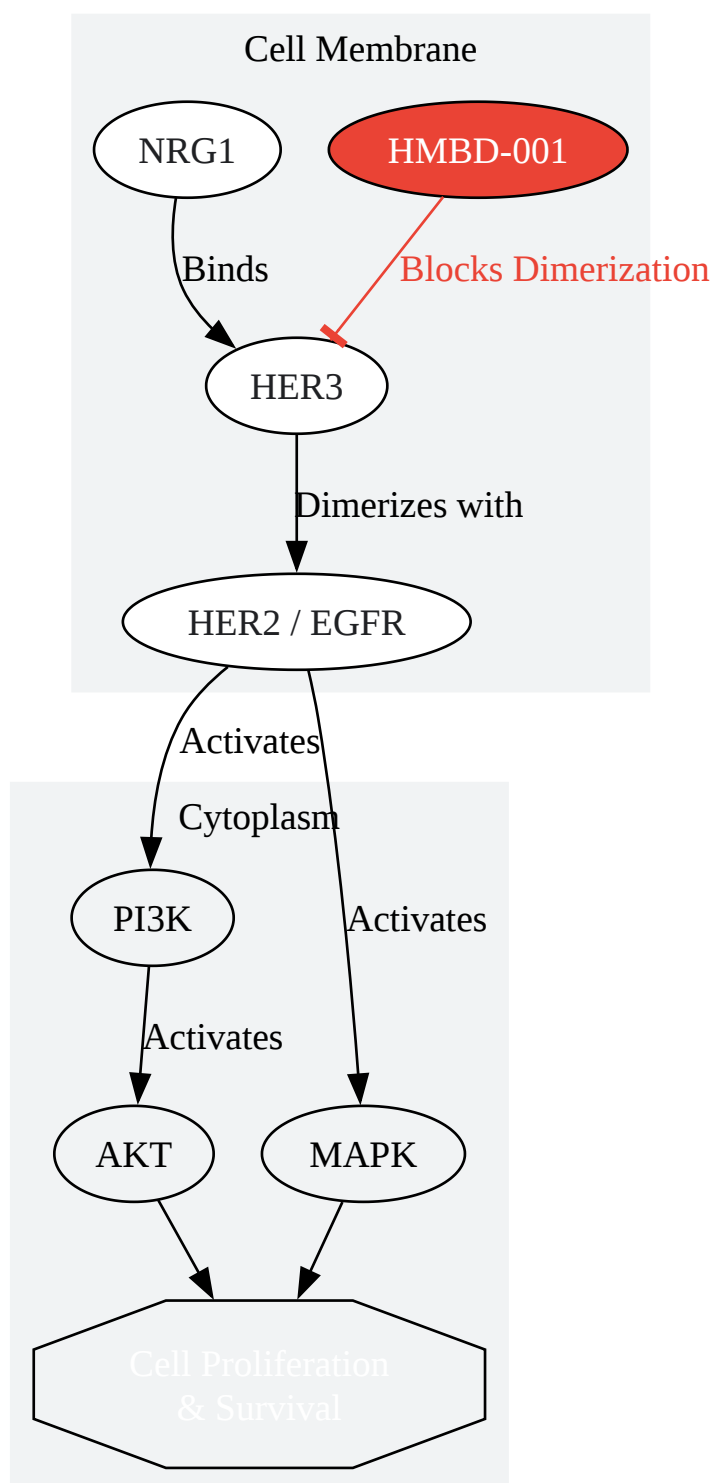 Cell Membrane
NRG1
HMBD-001
Binds
Blocks Dimerization
HER3
Dimerizes with
HER2 / EGFR
Activates
Cytoplasm
PI3K
Activates
Activates
AKT
MAPK
Cell Proliferation
& Survival